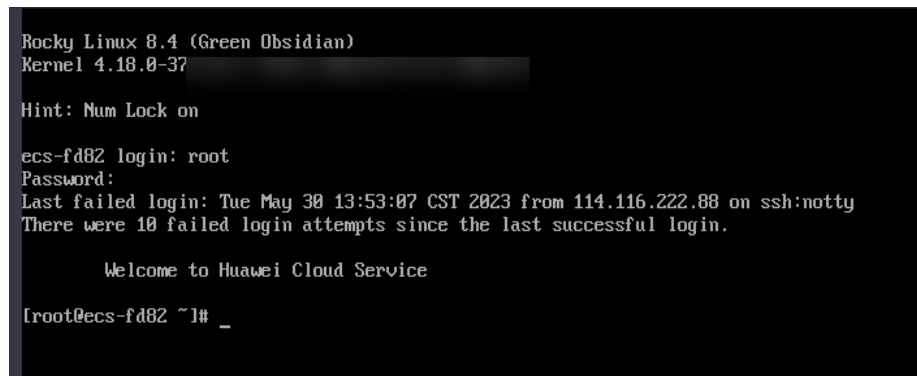 Rocky Linux 8.4 (Green Obsidian)
Kernel 4.18.0-37
Hint: Num Lock on
ecs-fd82 login: root
Password:
Last failed login: Tue May 30 13:53:07 CST 2023 from 114.116.222.88 on ssh:notty
There were 10 failed login attempts since the last successful login.
Welcome to Huawei Cloud Service
[root@ecs-fd82 ~]# _